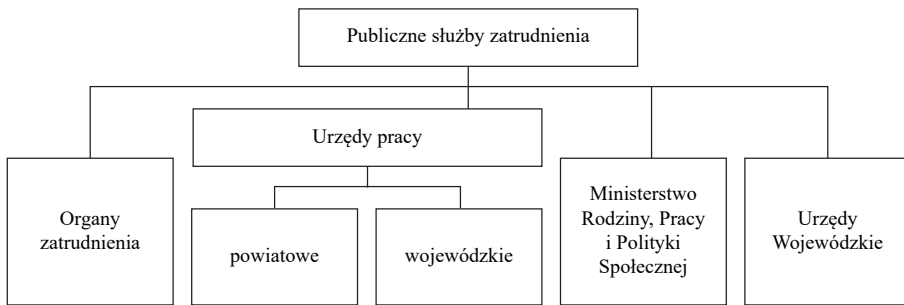 Publiczne służby zatrudnienia
Urzędy pracy
Organy
zatrudnienia
powiatowe
wojewódzkie
Ministerstwo
Rodziny, Pracy
i Polityki
Społecznej
Urzędy
Wojewódzkie